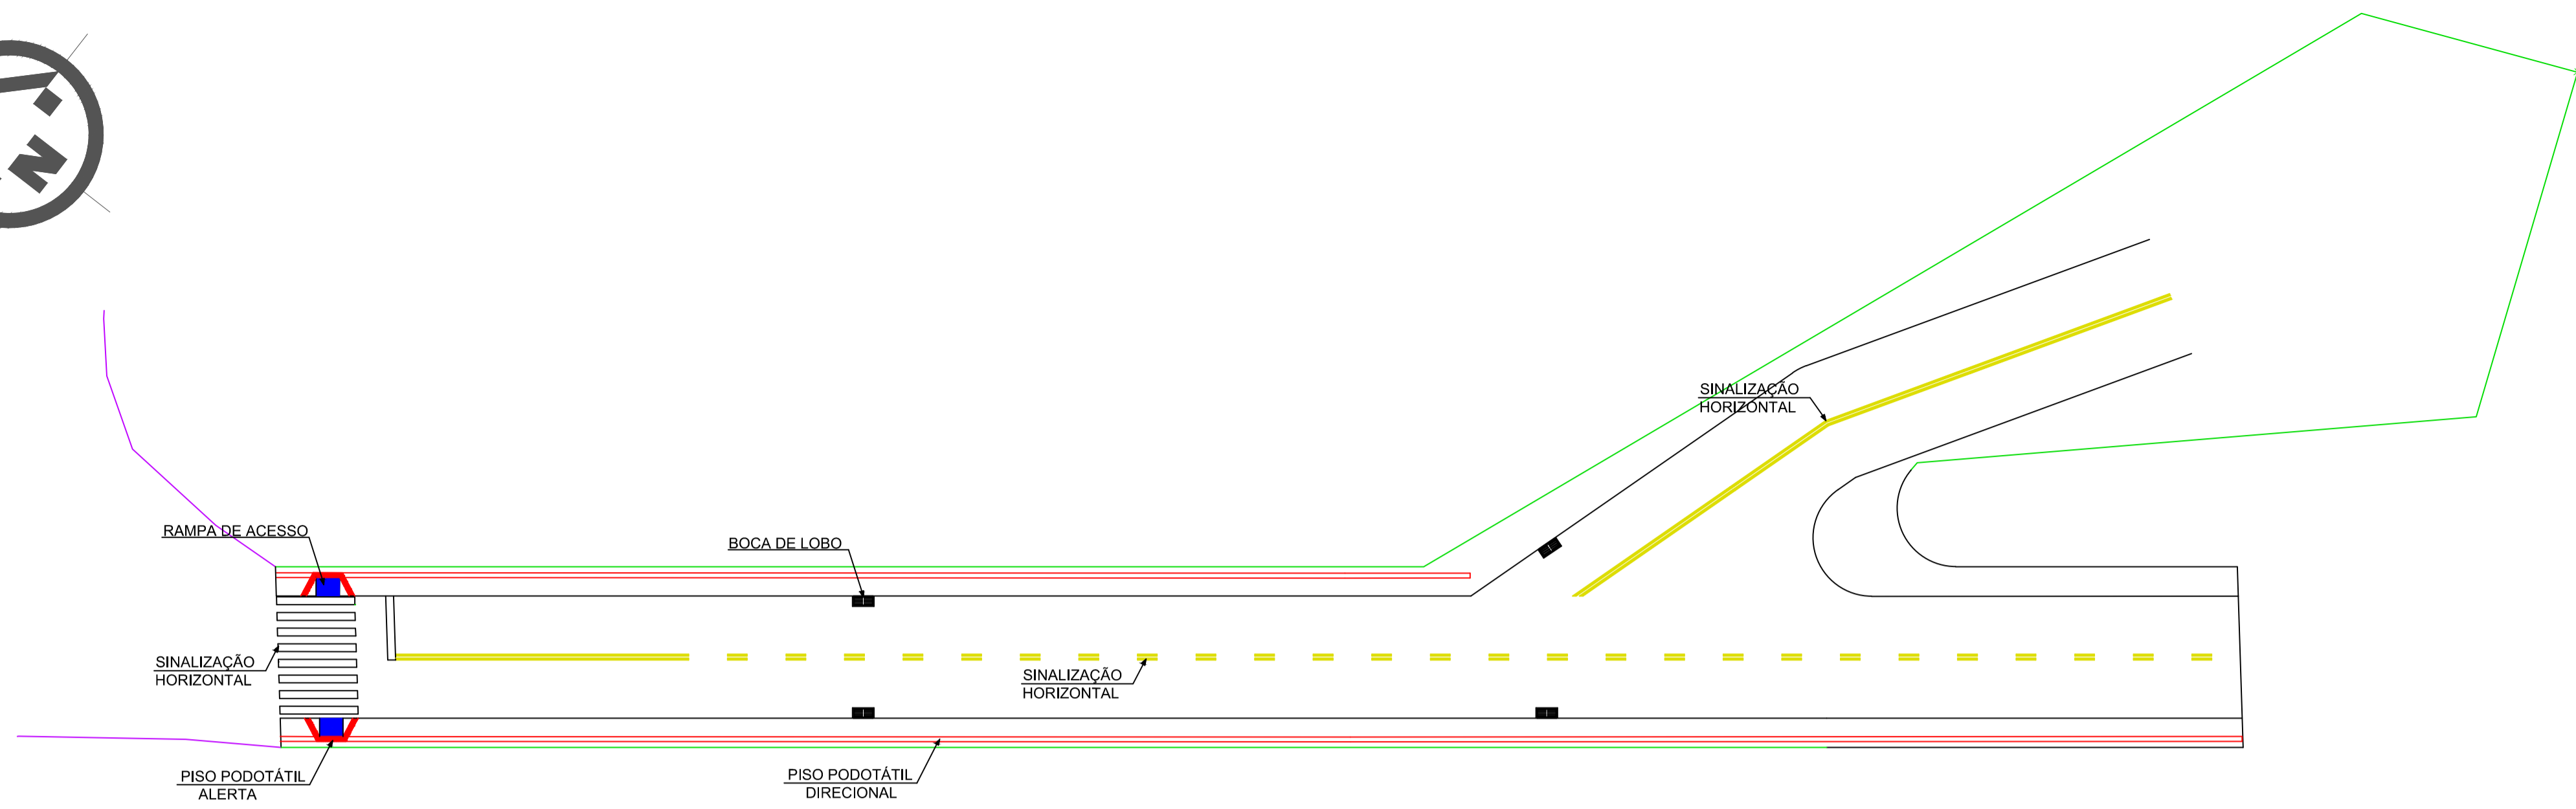 N
SINALIZAÇÃO
HORIZONTAL
RAMPA DE ACESSO
BOCA DE LOBO
SINALIZAÇÃO
HORIZONTAL
SINALIZAÇÃO
HORIZONTAL
PISO PODOTÁTIL
ALERTA
PISO PODOTÁTIL
DIRECIONAL